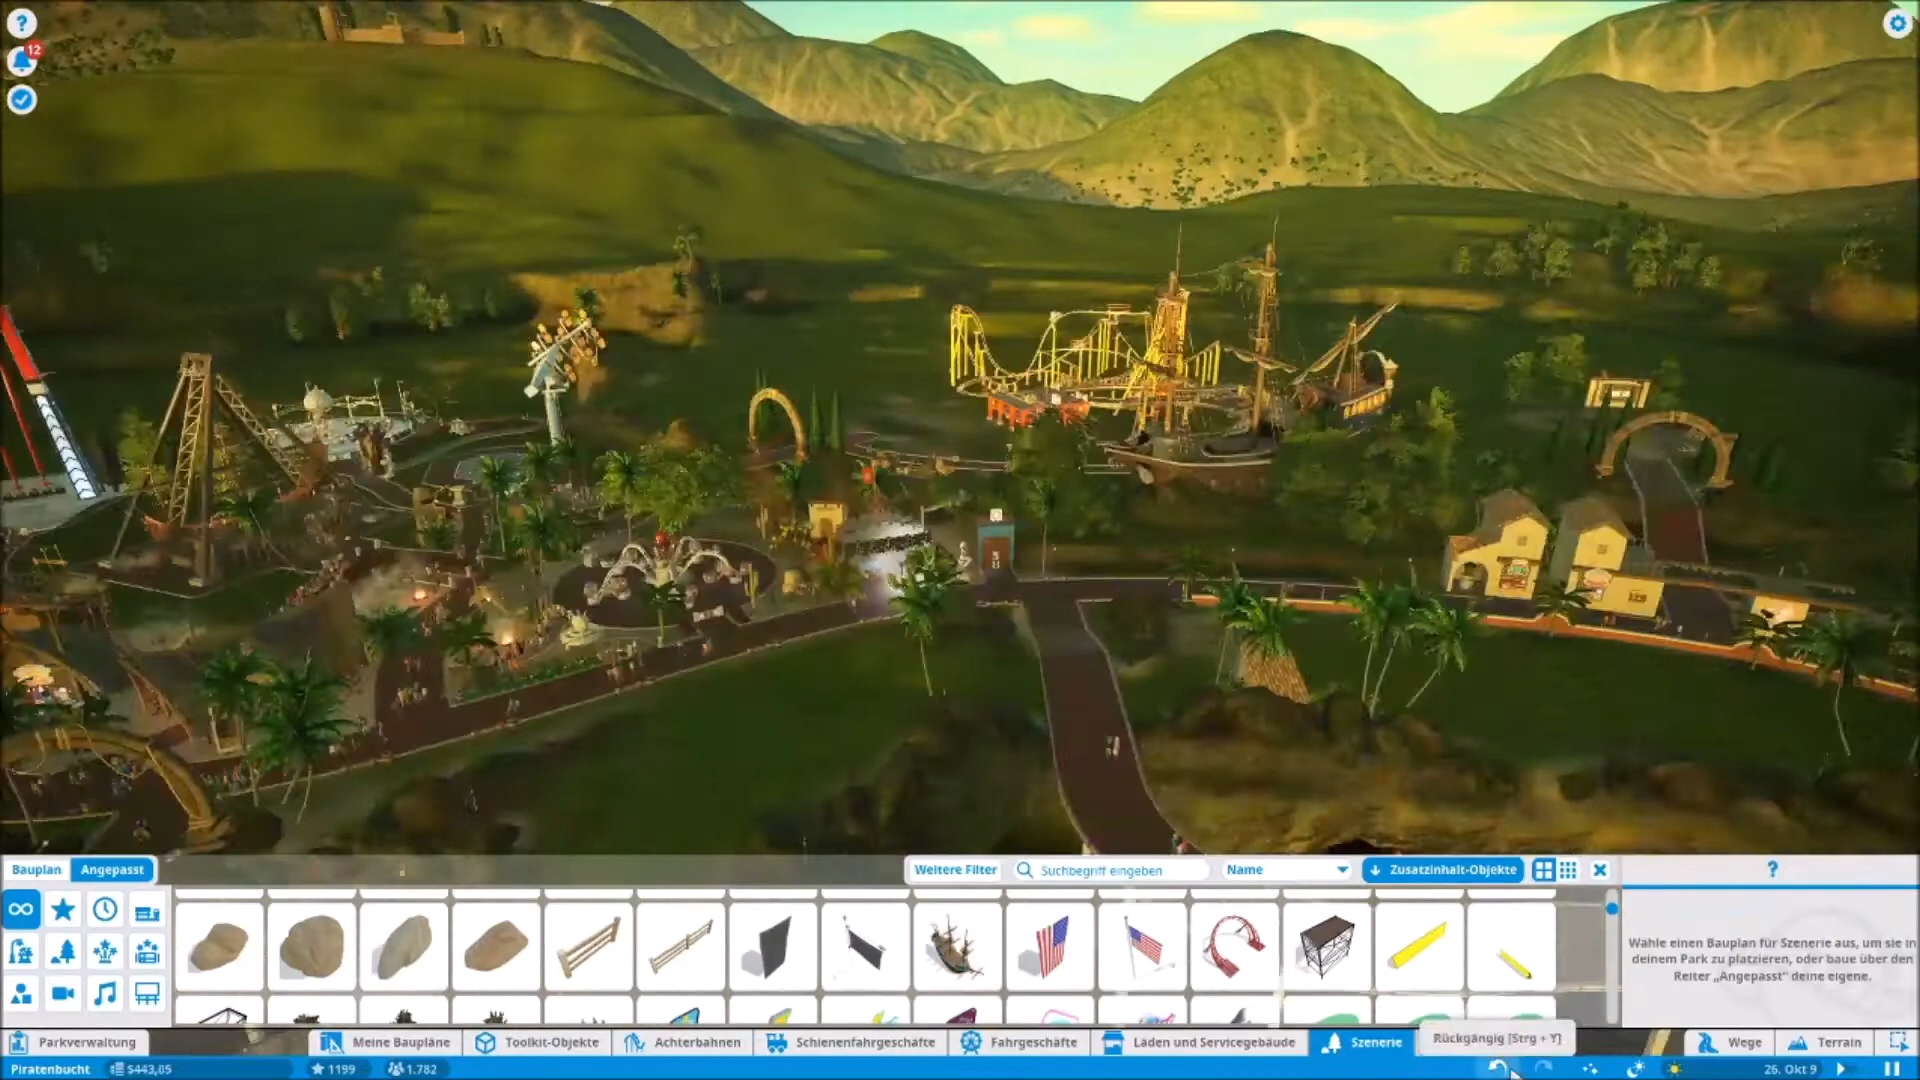 ?
12
Bauplan
Angepasst
Weitere Filter
Suchbegriff eingeben
Name
Zusatzinhalt-Objekte
?
Wähle einen Bauplan für Szenerie aus, um sie in
deinem Park zu platzieren, oder baue über den
Reiter „Angepasst" deine eigene.
Parkverwaltung
Meine Baupläne
Toolkit-Objekte
Achterbahnen
Schienenfahrgeschäfte
Fahrgeschäfte
Läden und Servicegebäude
Szenerie
Rückgängig [Strg + Y]
Wege
Terrain
Piratenbucht
$443,05
1199
1.782
26. Okt 9